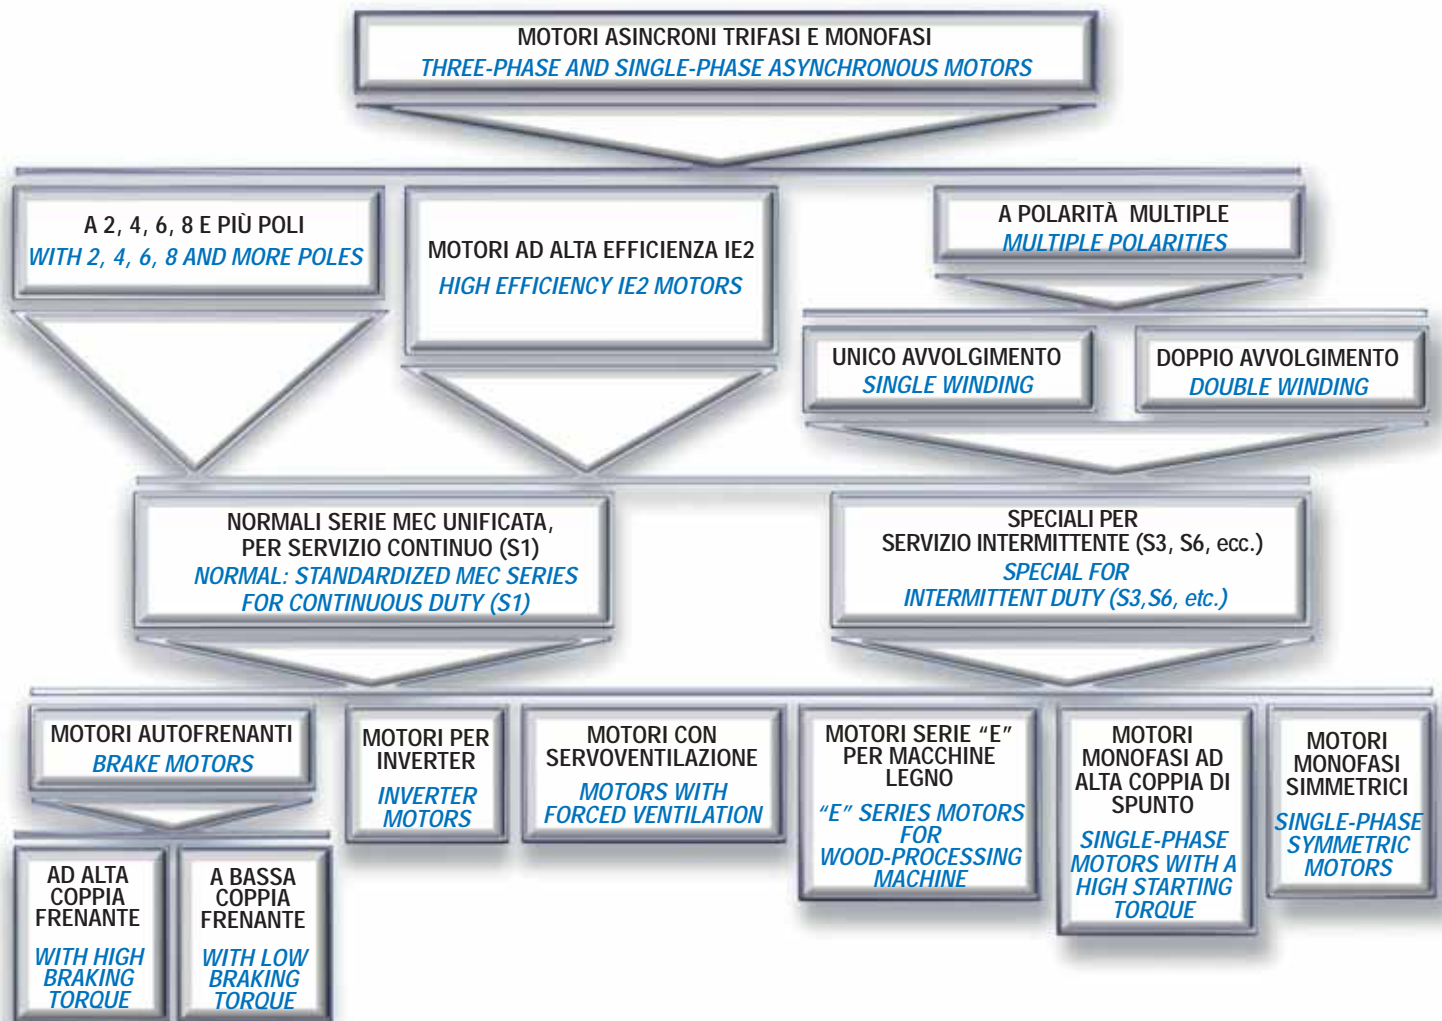 MOTORI ASINCRONI TRIFASI E MONOFASI
THREE-PHASE AND SINGLE-PHASE ASYNCHRONOUS MOTORS
A 2, 4, 6, 8 E PIÙ POLI
WITH 2, 4, 6, 8 AND MORE POLES
MOTORI AD ALTA EFFICIENZA IE2
HIGH EFFICIENCY IE2 MOTORS
A POLARITÀ MULTIPLE
MULTIPLE POLARITIES
UNICO AVVOLGIMENTO
SINGLE WINDING
DOPPIO AVVOLGIMENTO
DOUBLE WINDING
NORMALI SERIE MEC UNIFICATA,
PER SERVIZIO CONTINUO (S1)
NORMAL: STANDARDIZED MEC SERIES
FOR CONTINUOUS DUTY (S1)
SPECIALI PER
SERVIZIO INTERMITTENTE (S3, S6, ecc.)
SPECIAL FOR
INTERMITTENT DUTY (S3,S6, etc.)
MOTORI AUTOFRENANTI
BRAKE MOTORS
AD ALTA
COPPIA
FRENANTE
WITH HIGH
BRAKING
TORQUE
A BASSA
COPPIA
FRENANTE
WITH LOW
BRAKING
TORQUE
MOTORI PER
INVERTER
INVERTER
MOTORS
MOTORI CON
SERVOVENTILAZIONE
MOTORS WITH
FORCED VENTILATION
MOTORI SERIE “E”
PER MACCHINE
LEGNO
“E” SERIES MOTORS
FOR
WOOD-PROCESSING
MACHINE
MOTORI
MONOFASI AD
ALTA COPPIA DI
SPUNTO
SINGLE-PHASE
MOTORS WITH A
HIGH STARTING
TORQUE
MOTORI
MONOFASI
SIMMETRICI
SINGLE-PHASE
SYMMETRIC
MOTORS